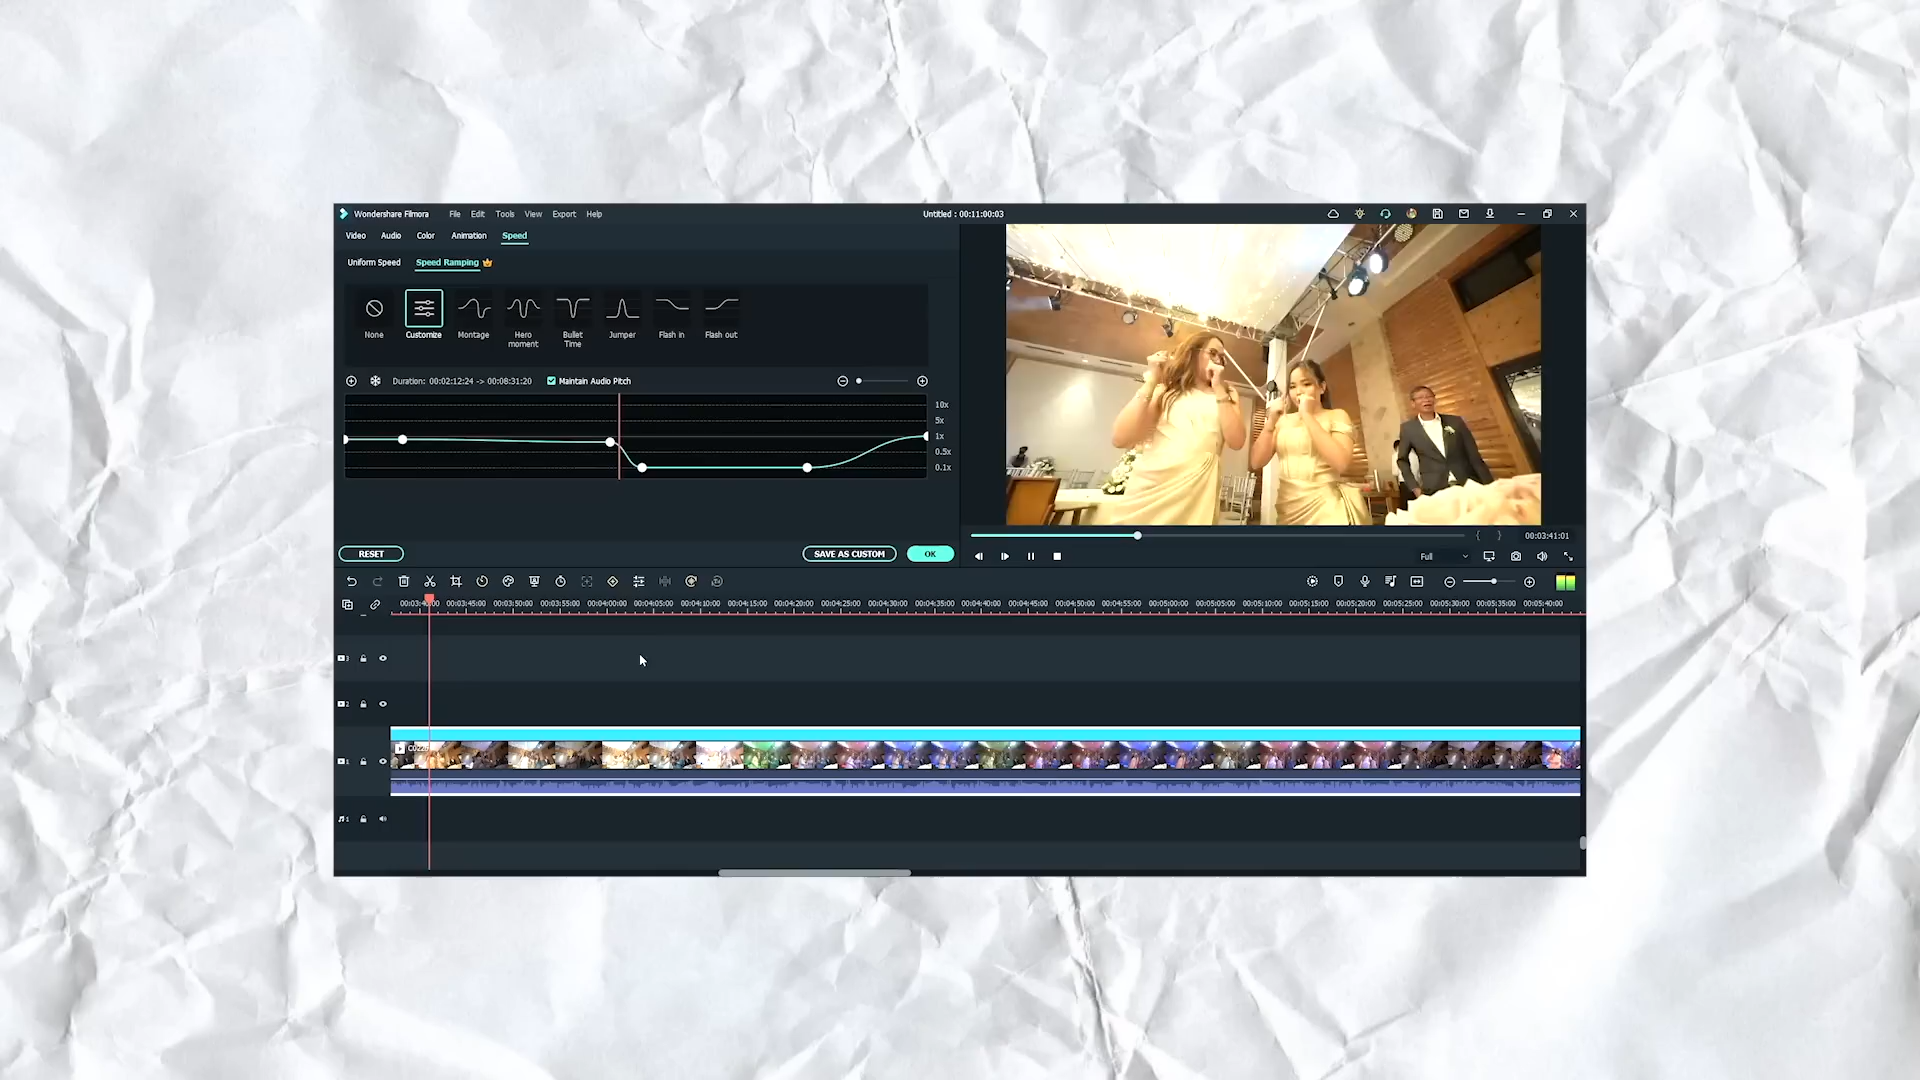 Wondershare Filmora File Edit Tools View Export Help Untitled : 00:11:00:03
Video Audio Color Animation Speed
Uniform Speed Speed Ramping
None Customize Montage Hero moment Bullet Time Jumper Flash in Flash out
Duration: 00:02:12:24 -> 00:08:31:20 Maintain Audio Pitch
10x
5x
1x
0.5x
0.1x
{ } 00:03:41:01
RESET SAVE AS CUSTOM OK
Full
00:03:45:00 00:03:50:00 00:03:55:00 00:04:00:00 00:04:05:00 00:04:10:00 00:04:15:00 00:04:20:00 00:04:25:00 00:04:30:00 00:04:35:00 00:04:40:00 00:04:45:00 00:04:50:00 00:04:55:00 00:05:00:00 00:05:05:00 00:05:10:00 00:05:15:00 00:05:20:00 00:05:25:00 00:05:30:00 00:05:35:00 00:05:40:00
3
2
1
1